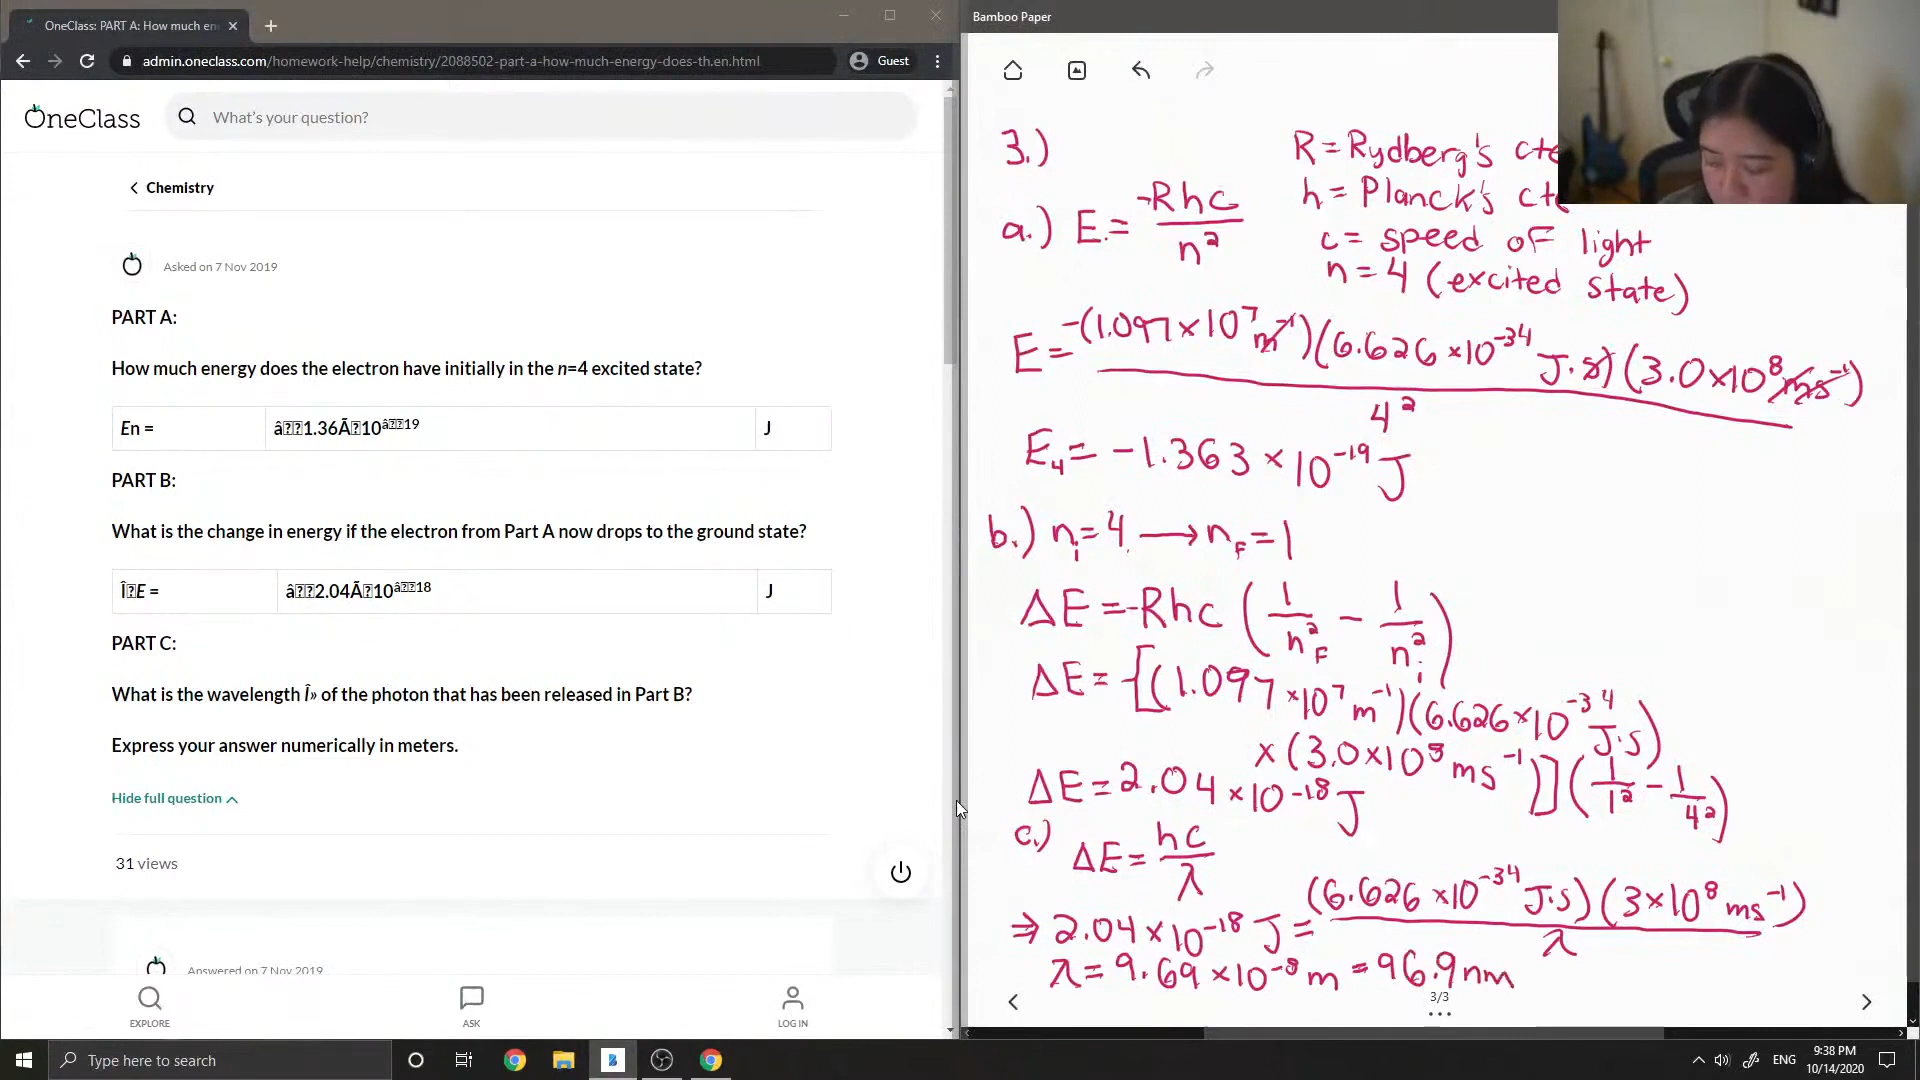 OneClass: PART A: How much en
admin.oneclass.com/homework-help/chemistry/2088502-part-a-how-much-energy-does-th.en.html
Guest
OneClass
What's your question?
Chemistry
Asked on 7 Nov 2019
PART A:
How much energy does the electron have initially in the n=4 excited state?
En = 1.36 10 19 J
PART B:
What is the change in energy if the electron from Part A now drops to the ground state?
E = 2.04 10 18 J
PART C:
What is the wavelength Î» of the photon that has been released in Part B?
Express your answer numerically in meters.
Hide full question
31 views
Answered on 7 Nov 2019
EXPLORE
ASK
LOG IN
Bamboo Paper
3.)
R = Rydberg's cte
h = Planck's cte
c = speed of light
n = 4 (excited state)
a.) E = -Rhc / n²
E = -(1.097×10⁷ m⁻¹)(6.626×10⁻³⁴ J·s)(3.0×10⁸ ms⁻¹)
4²
E₄ = -1.363 × 10⁻¹⁹ J
b.) nᵢ = 4 → n_F = 1
ΔE = -Rhc (1/n_F² - 1/nᵢ²)
ΔE = -[(1.097×10⁷ m⁻¹)(6.626×10⁻³⁴ J·s)
×(3.0×10⁸ ms⁻¹)](1/1² - 1/4²)
ΔE = 2.04 × 10⁻¹⁸ J
c.)
ΔE = hc / λ
⇒ 2.04×10⁻¹⁸ J = (6.626×10⁻³⁴ J·s)(3×10⁸ ms⁻¹) / λ
λ = 9.69×10⁻⁸ m = 96.9 nm
3/3
Type here to search
ENG
9:38 PM
10/14/2020